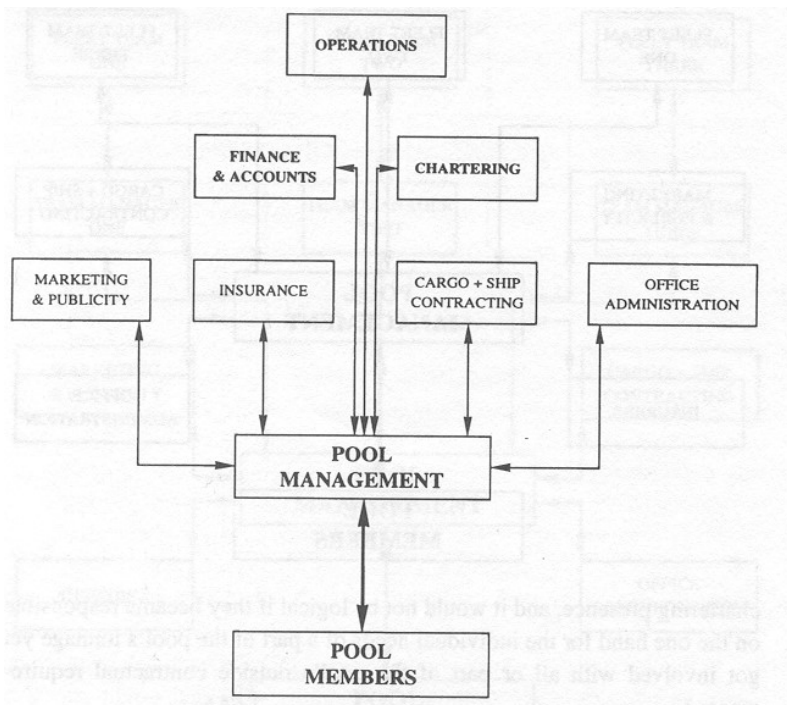 OPERATIONS
FINANCE
& ACCOUNTS
CHARTERING
MARKETING
& PUBLICITY
INSURANCE
CARGO + SHIP
CONTRACTING
OFFICE
ADMINISTRATION
POOL
MANAGEMENT
POOL
MEMBERS